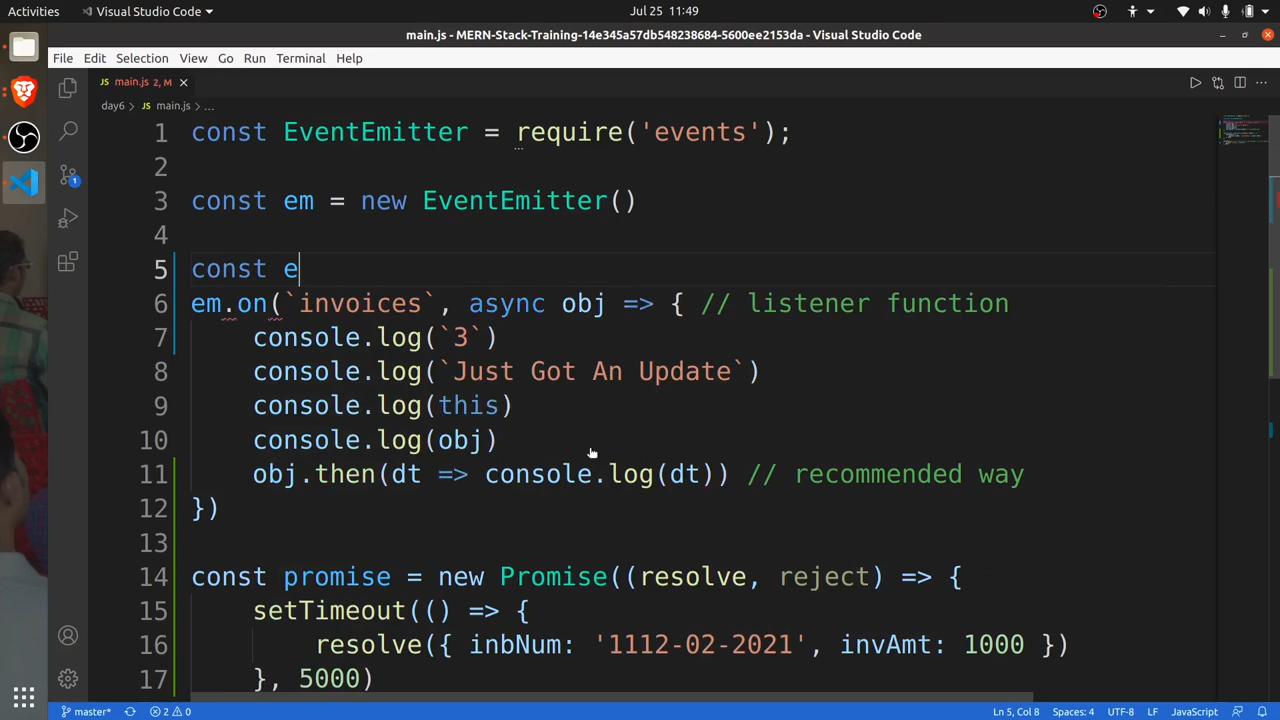 Activities
Visual Studio Code
Jul 25 11:49
main.js - MERN-Stack-Training-14e345a57db548238684-5600ee2153da - Visual Studio Code
File Edit Selection View Go Run Terminal Help
main.js 2, M
day6 > main.js > ...
1 const EventEmitter = require('events');
2
3 const em = new EventEmitter()
4
5 const e
6 em.on(`invoices`, async obj => { // listener function
7 console.log(`3`)
8 console.log(`Just Got An Update`)
9 console.log(this)
10 console.log(obj)
11 obj.then(dt => console.log(dt)) // recommended way
12 })
13
14 const promise = new Promise((resolve, reject) => {
15 setTimeout(() => {
16 resolve({ inbNum: '1112-02-2021', invAmt: 1000 })
17 }, 5000)
1
master* 2 0 Ln 5, Col 8 Spaces: 4 UTF-8 LF JavaScript